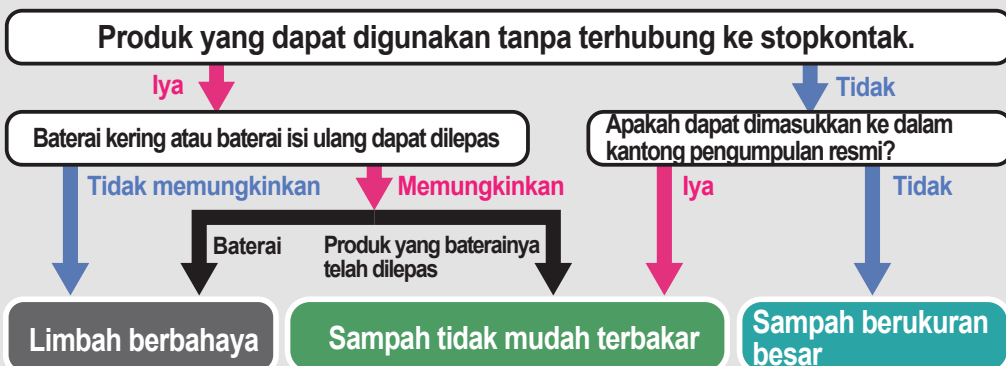 Produk yang dapat digunakan tanpa terhubung ke stopkontak.
Iya
Tidak
Baterai kering atau baterai isi ulang dapat dilepas
Apakah dapat dimasukkan ke dalam
kantong pengumpulan resmi?
Tidak memungkinkan
Memungkinkan
Iya
Tidak
Baterai
Produk yang baterainya
telah dilepas
Limbah berbahaya
Sampah tidak mudah terbakar
Sampah berukuran
besar